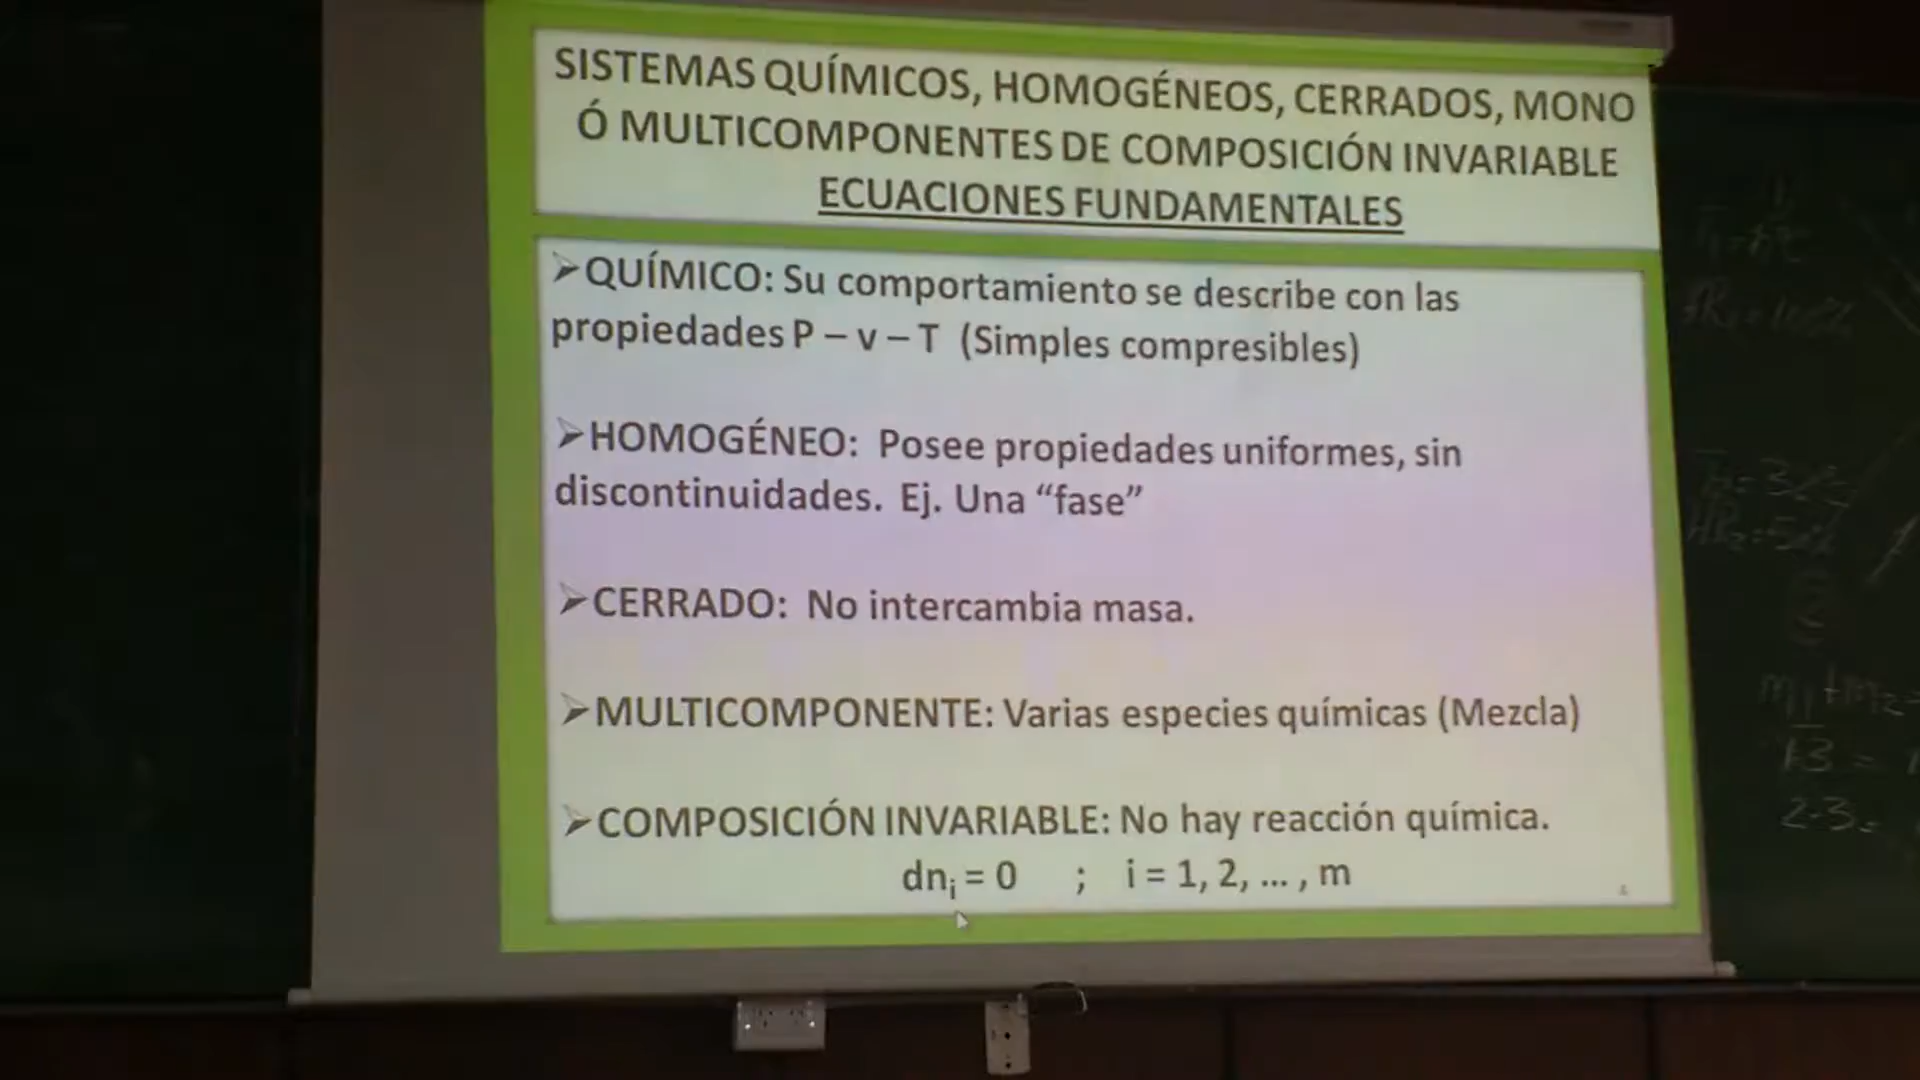 SISTEMAS QUÍMICOS, HOMOGÉNEOS, CERRADOS, MONO
Ó MULTICOMPONENTES DE COMPOSICIÓN INVARIABLE
ECUACIONES FUNDAMENTALES
➢QUÍMICO: Su comportamiento se describe con las
propiedades P – v – T (Simples compresibles)
➢HOMOGÉNEO: Posee propiedades uniformes, sin
discontinuidades. Ej. Una “fase”
➢CERRADO: No intercambia masa.
➢MULTICOMPONENTE: Varias especies químicas (Mezcla)
➢COMPOSICIÓN INVARIABLE: No hay reacción química.
dnᵢ = 0 ; i = 1, 2, ... , m